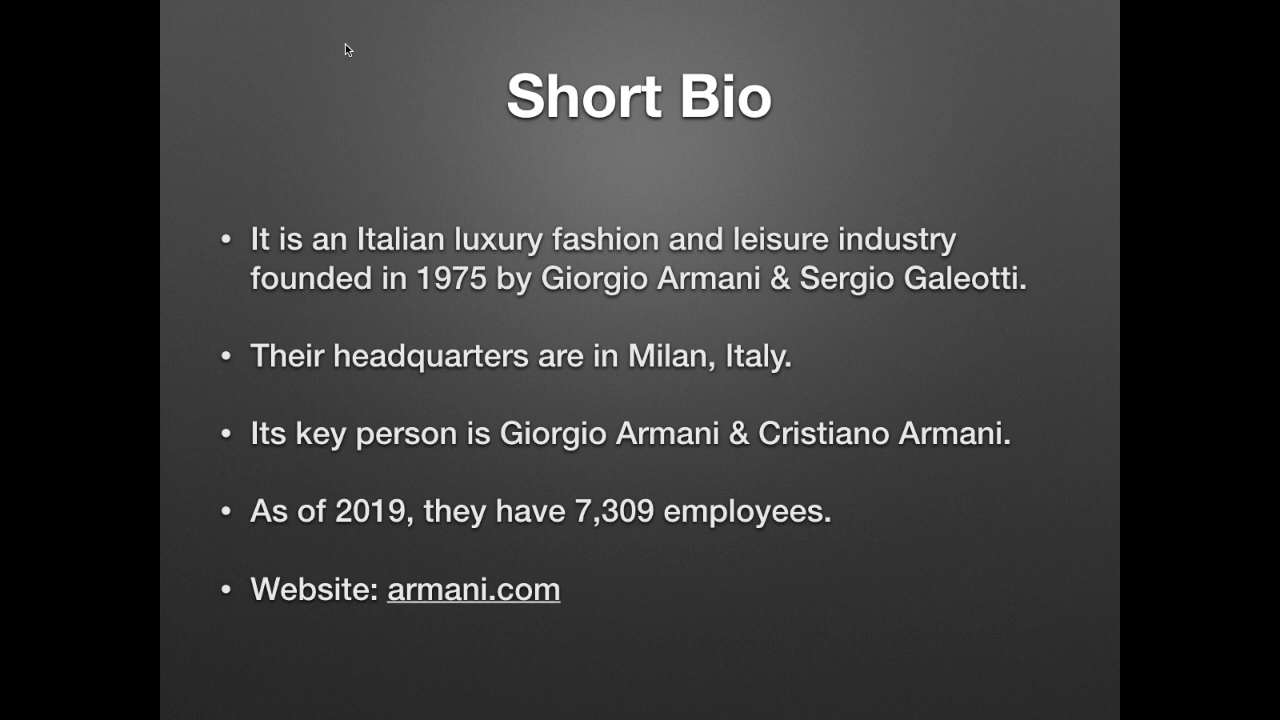 Short Bio
• It is an Italian luxury fashion and leisure industry
founded in 1975 by Giorgio Armani & Sergio Galeotti.
• Their headquarters are in Milan, Italy.
• Its key person is Giorgio Armani & Cristiano Armani.
• As of 2019, they have 7,309 employees.
• Website: armani.com